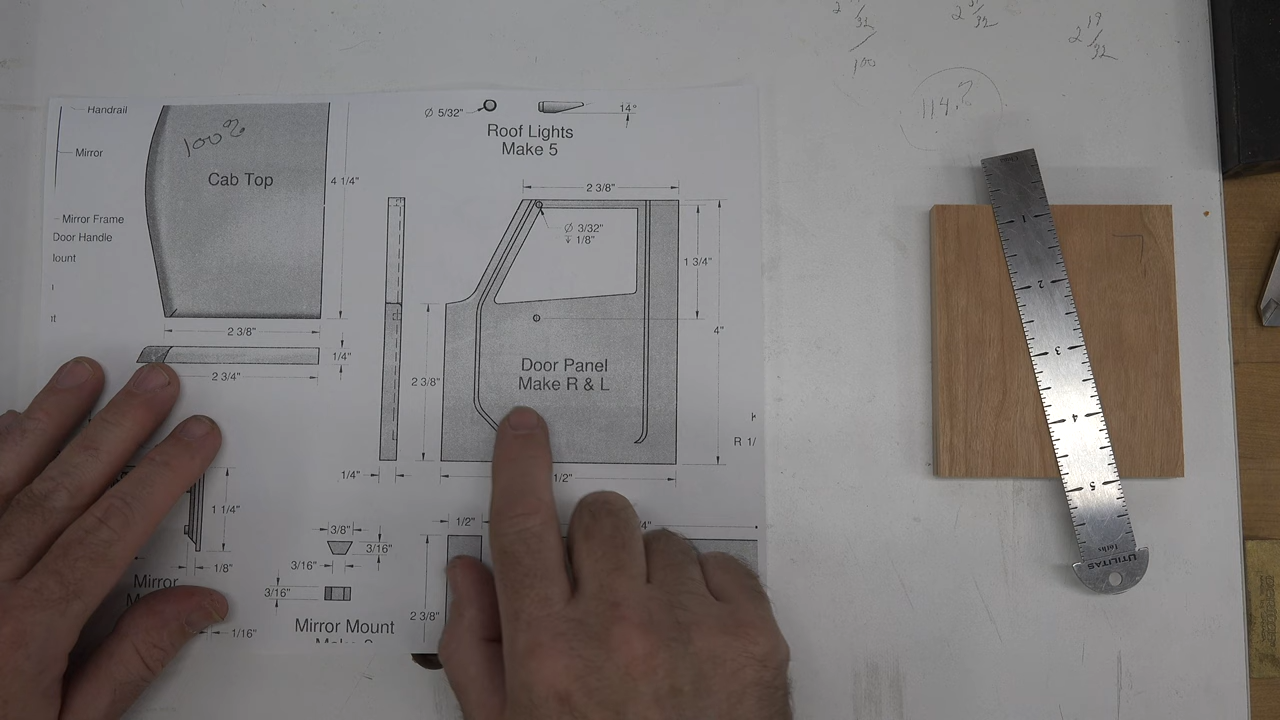 Handrail
Mirror
Mirror Frame
Door Handle
100%
Cab Top
4 1/4"
2 3/8"
1/4"
2 3/4"
Ø 5/32"
14°
Roof Lights
Make 5
2 3/8"
Ø 3/32"
↧ 1/8"
1 3/4"
4"
Door Panel
Make R & L
2 3/8"
1/4"
1/2"
R 1/
1 1/4"
1/8"
Mirror
1/16"
3/8"
3/16"
3/16"
3/16"
Mirror Mount
1/2"
2 3/8"
114.%
2 19/32
1
2
3
4
5
UTILITAS